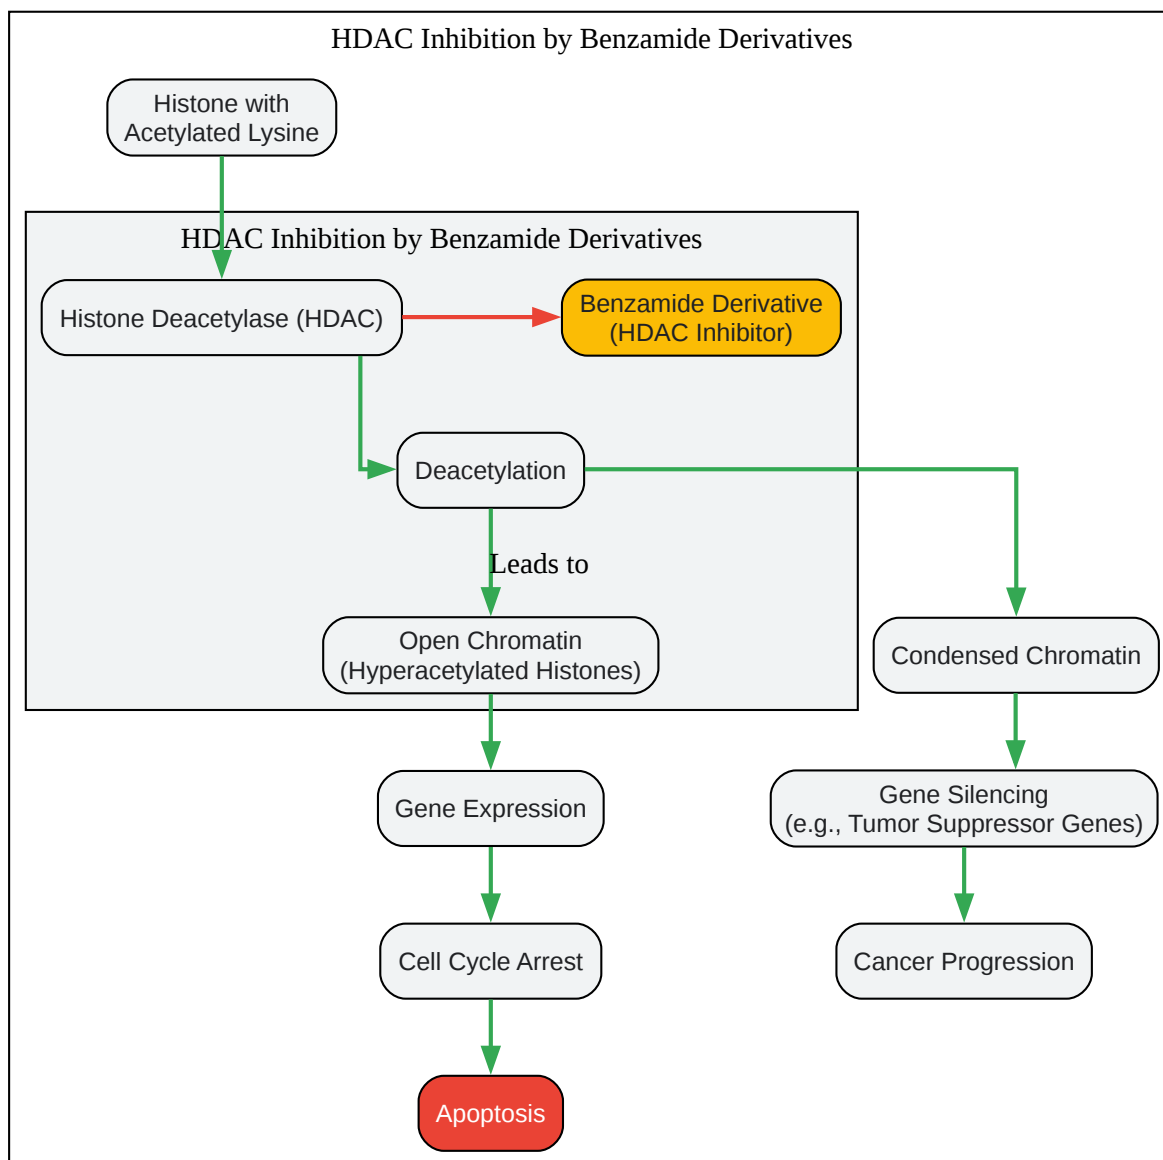 HDAC Inhibition by Benzamide Derivatives
Histone with
Acetylated Lysine
HDAC Inhibition by Benzamide Derivatives
Histone Deacetylase (HDAC)
Benzamide Derivative
(HDAC Inhibitor)
Deacetylation
Leads to
Open Chromatin
(Hyperacetylated Histones)
Condensed Chromatin
Gene Expression
Gene Silencing
(e.g., Tumor Suppressor Genes)
Cell Cycle Arrest
Cancer Progression
Apoptosis